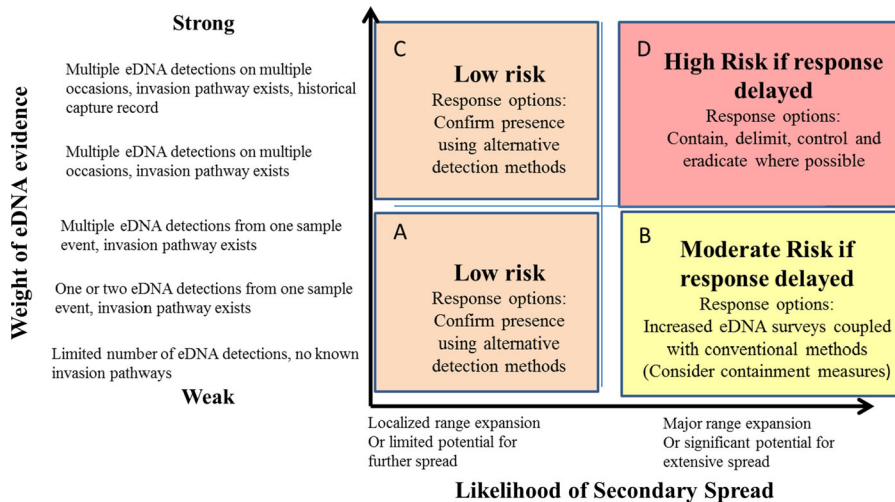 Strong
Multiple eDNA detections on multiple
occasions, invasion pathway exists, historical
capture record
Multiple eDNA detections on multiple
occasions, invasion pathway exists
Multiple eDNA detections from one sample
event, invasion pathway exists
One or two eDNA detections from one sample
event, invasion pathway exists
Limited number of eDNA detections, no known
invasion pathways
Weak
Weight of eDNA evidence
C
Low risk
Response options:
Confirm presence
using alternative
detection methods
D
High Risk if response
delayed
Response options:
Contain, delimit, control and
eradicate where possible
A
Low risk
Response options:
Confirm presence
using alternative
detection methods
B
Moderate Risk if
response delayed
Response options:
Increased eDNA surveys coupled
with conventional methods
(Consider containment measures)
Localized range expansion
Or limited potential for
further spread
Major range expansion
Or significant potential for
extensive spread
Likelihood of Secondary Spread